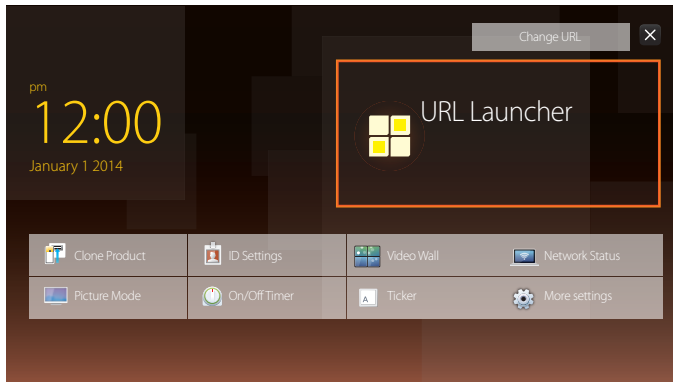 Change URL
pm
12:00
January 1 2014
URL Launcher
Clone Product
ID Settings
Video Wall
Network Status
Picture Mode
On/Off Timer
A
Ticker
More settings